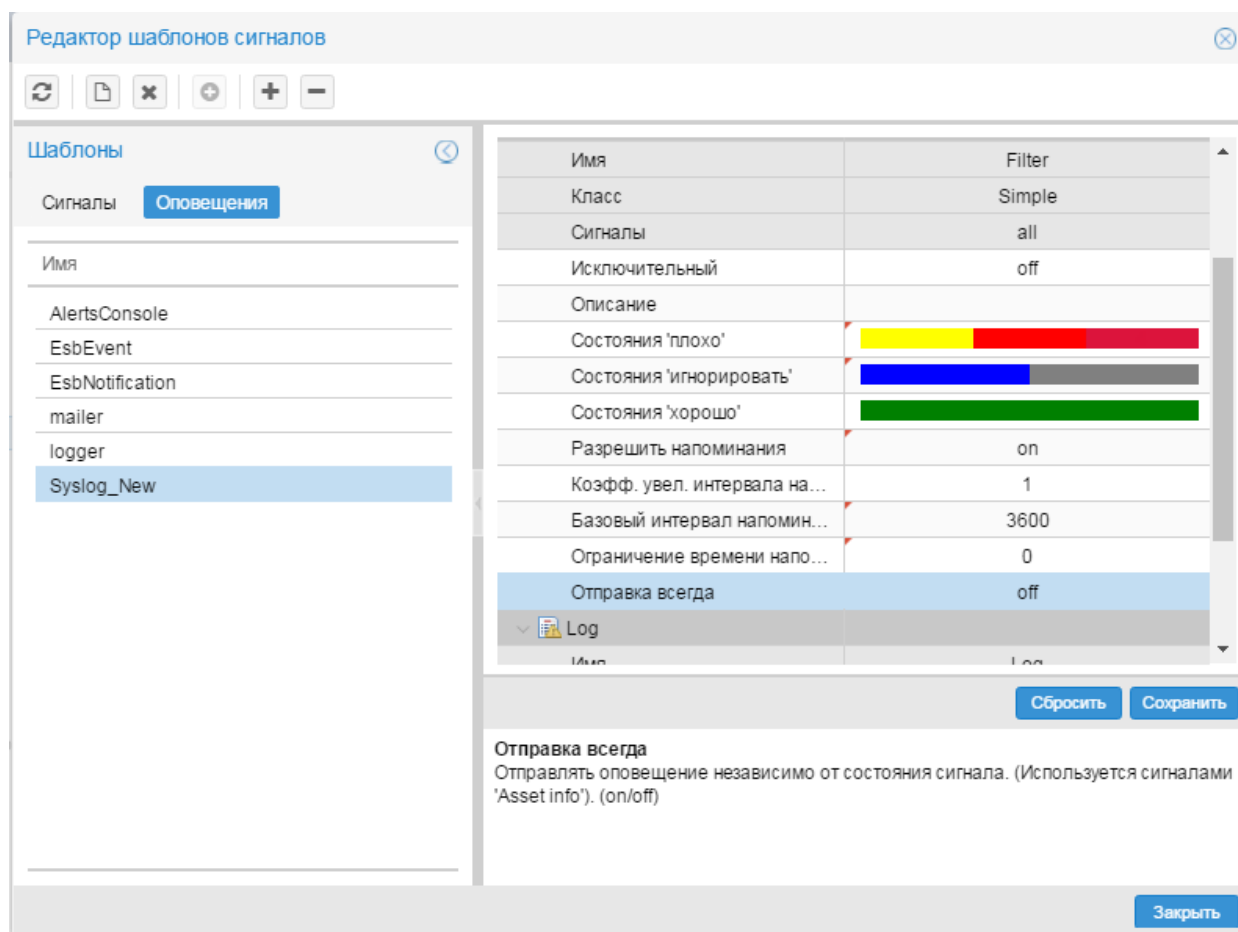 Редактор шаблонов сигналов
Шаблоны
Сигналы Оповещения
Имя
AlertsConsole
EsbEvent
EsbNotification
mailer
logger
Syslog_New
Имя Filter
Класс Simple
Сигналы all
Исключительный off
Описание
Состояния 'плохо'
Состояния 'игнорировать'
Состояния 'хорошо'
Разрешить напоминания on
Коэфф. увел. интервала на... 1
Базовый интервал напомин... 3600
Ограничение времени напо... 0
Отправка всегда off
Log
Имя Log
Сбросить Сохранить
Отправка всегда
Отправлять оповещение независимо от состояния сигнала. (Используется сигналами
'Asset info'). (on/off)
Закрыть